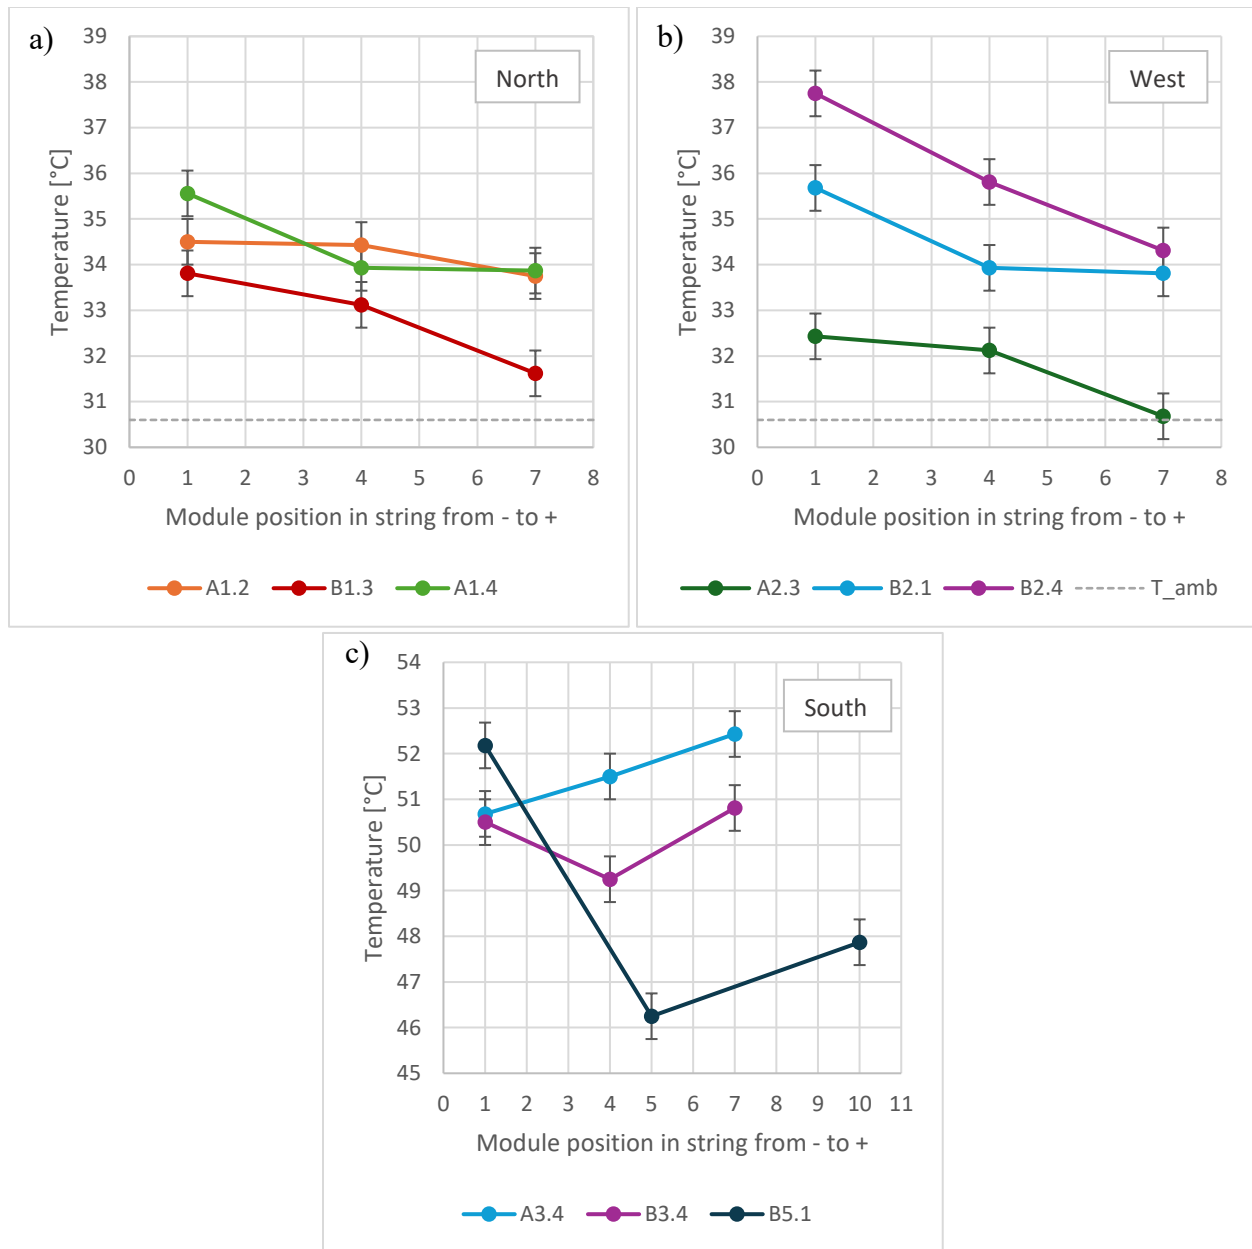 a)
North
39
38
37
36
35
34
33
32
31
30
Temperature [°C]
0 1 2 3 4 5 6 7 8
Module position in string from - to +
A1.2 B1.3 A1.4
b)
West
39
38
37
36
35
34
33
32
31
30
Temperature [°C]
0 1 2 3 4 5 6 7 8
Module position in string from - to +
A2.3 B2.1 B2.4 T_amb
c)
South
54
53
52
51
50
49
48
47
46
45
Temperature [°C]
0 1 2 3 4 5 6 7 8 9 10 11
Module position in string from - to +
A3.4 B3.4 B5.1